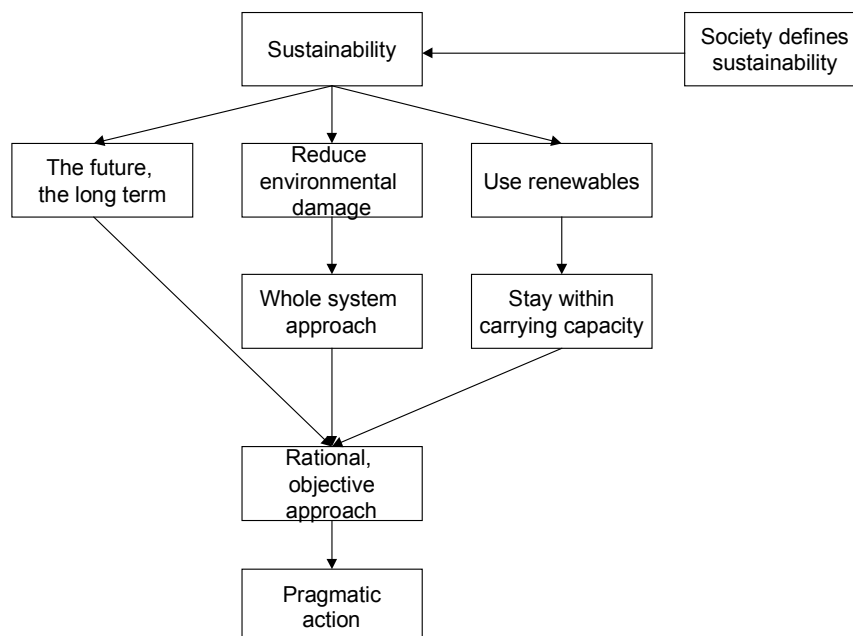 Sustainability
Society defines
sustainability
The future,
the long term
Reduce
environmental
damage
Use renewables
Whole system
approach
Stay within
carrying capacity
Rational,
objective
approach
Pragmatic
action